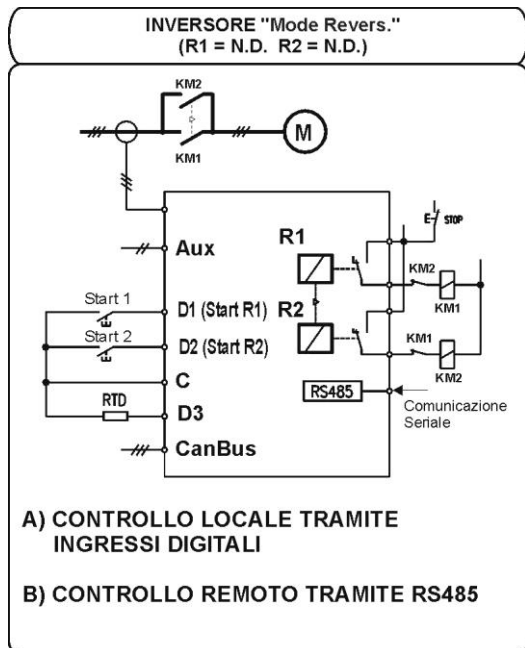 INVERSORE "Mode Revers."
(R1 = N.D. R2 = N.D.)
KM2
KM1
M
Aux
R1
E STOP
KM2
KM1
Start 1
D1 (Start R1)
R2
Start 2
D2 (Start R2)
KM1
KM2
C
RS485
Comunicazione
Seriale
RTD
D3
CanBus
A) CONTROLLO LOCALE TRAMITE
INGRESSI DIGITALI
B) CONTROLLO REMOTO TRAMITE RS485